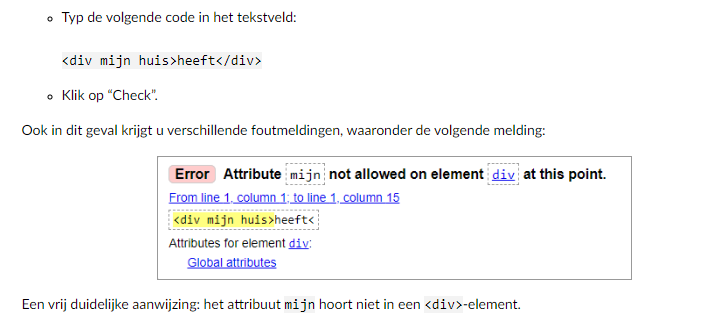 Typ de volgende code in het tekstveld:
<div mijn huis>heeft</div>
Klik op “Check”.
Ook in dit geval krijgt u verschillende foutmeldingen, waaronder de volgende melding:
Error Attribute mijn not allowed on element div at this point.
From line 1, column 1; to line 1, column 15
<div mijn huis>heeft<
Attributes for element div:
Global attributes
Een vrij duidelijke aanwijzing: het attribuut mijn hoort niet in een <div>-element.